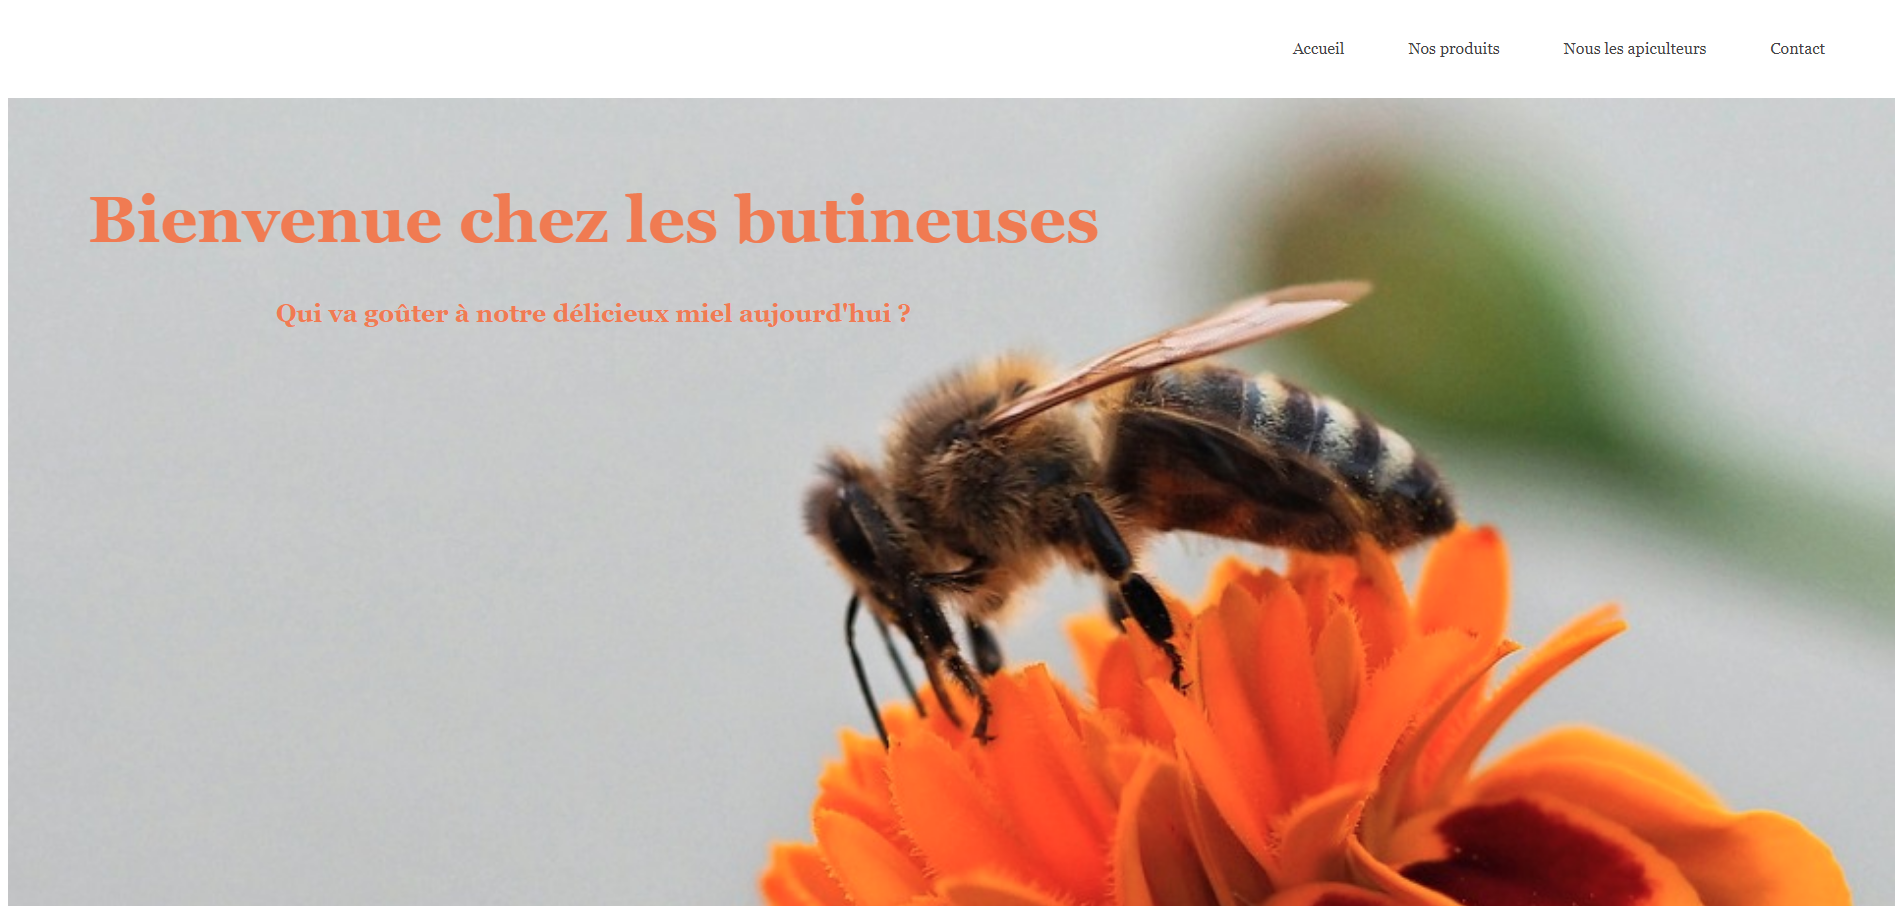 Accueil Nos produits Nous les apiculteurs Contact
Bienvenue chez les butineuses
Qui va goûter à notre délicieux miel aujourd'hui ?